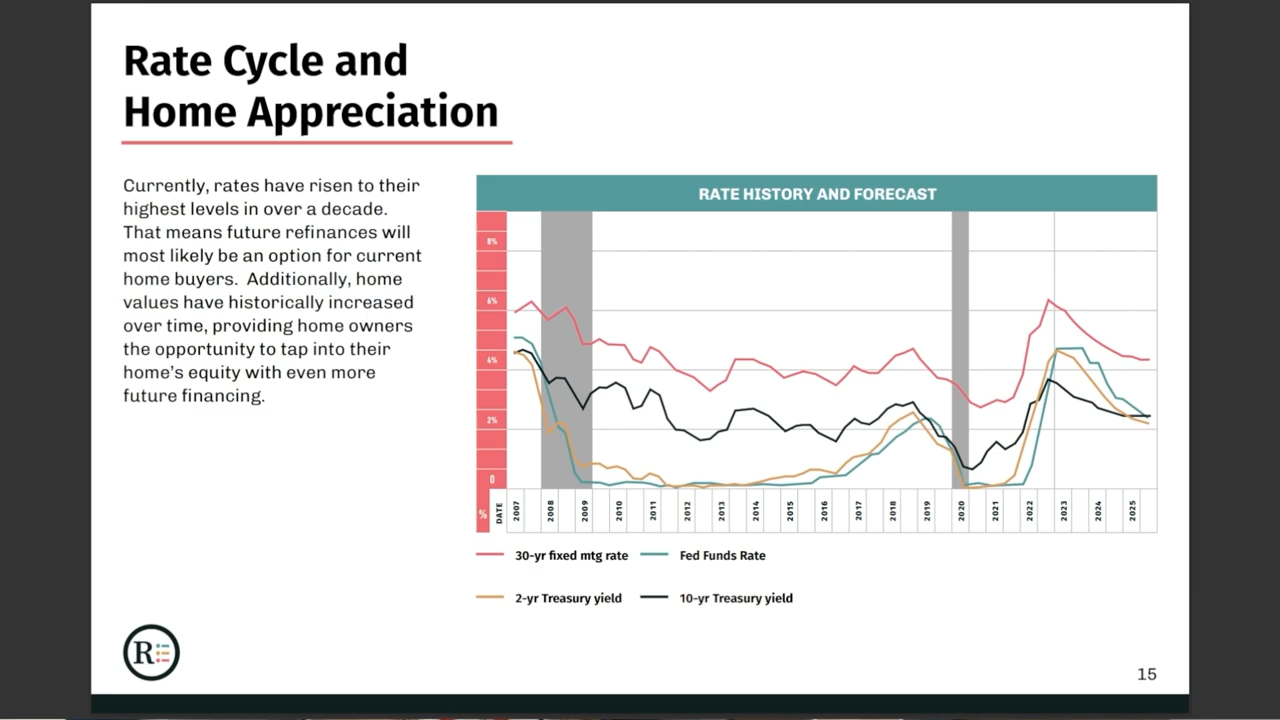 Rate Cycle and
Home Appreciation
Currently, rates have risen to their
highest levels in over a decade.
That means future refinances will
most likely be an option for current
home buyers.  Additionally, home
values have historically increased
over time, providing home owners
the opportunity to tap into their
home's equity with even more
future financing.
RATE HISTORY AND FORECAST
8%
6%
4%
2%
0
% DATE 2007 2008 2009 2010 2011 2012 2013 2014 2015 2016 2017 2018 2019 2020 2021 2022 2023 2024 2025
30-yr fixed mtg rate Fed Funds Rate
2-yr Treasury yield 10-yr Treasury yield
R
15